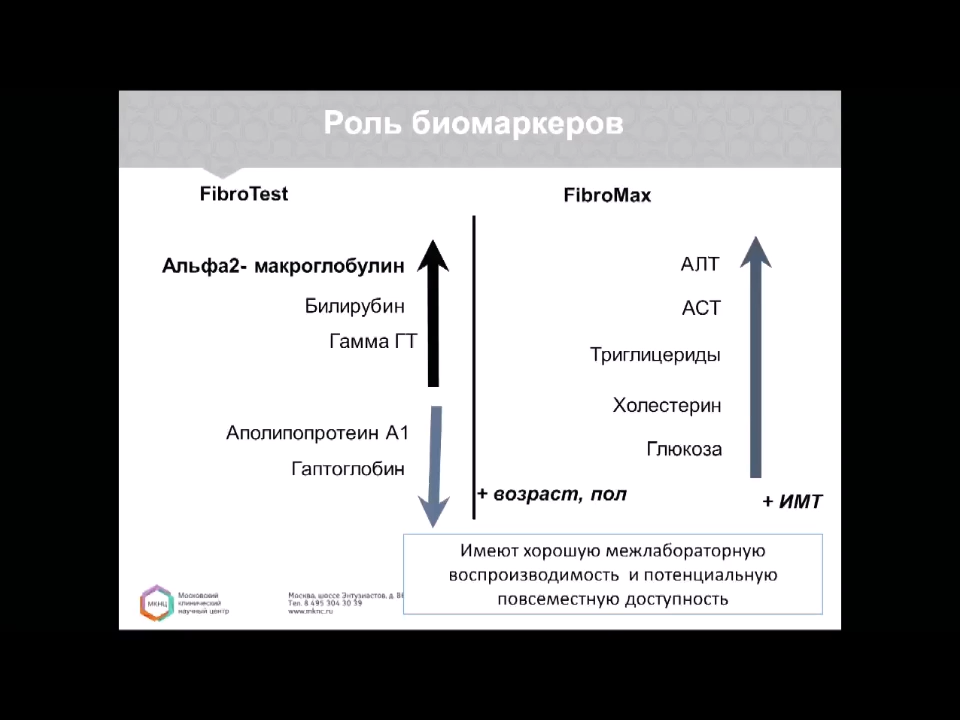 Роль биомаркеров
FibroTest
Альфа2- макроглобулин
Билирубин
Гамма ГТ
Аполипопротеин А1
Гаптоглобин
+ возраст, пол
FibroMax
АЛТ
АСТ
Триглицериды
Холестерин
Глюкоза
+ ИМТ
Имеют хорошую межлабораторную
воспроизводимость и потенциальную
повсеместную доступность
МКНЦ
Московский
клинический
научный центр
Москва, шоссе Энтузиастов, д.
Тел. 8 495 304 30 39
www.mknc.ru